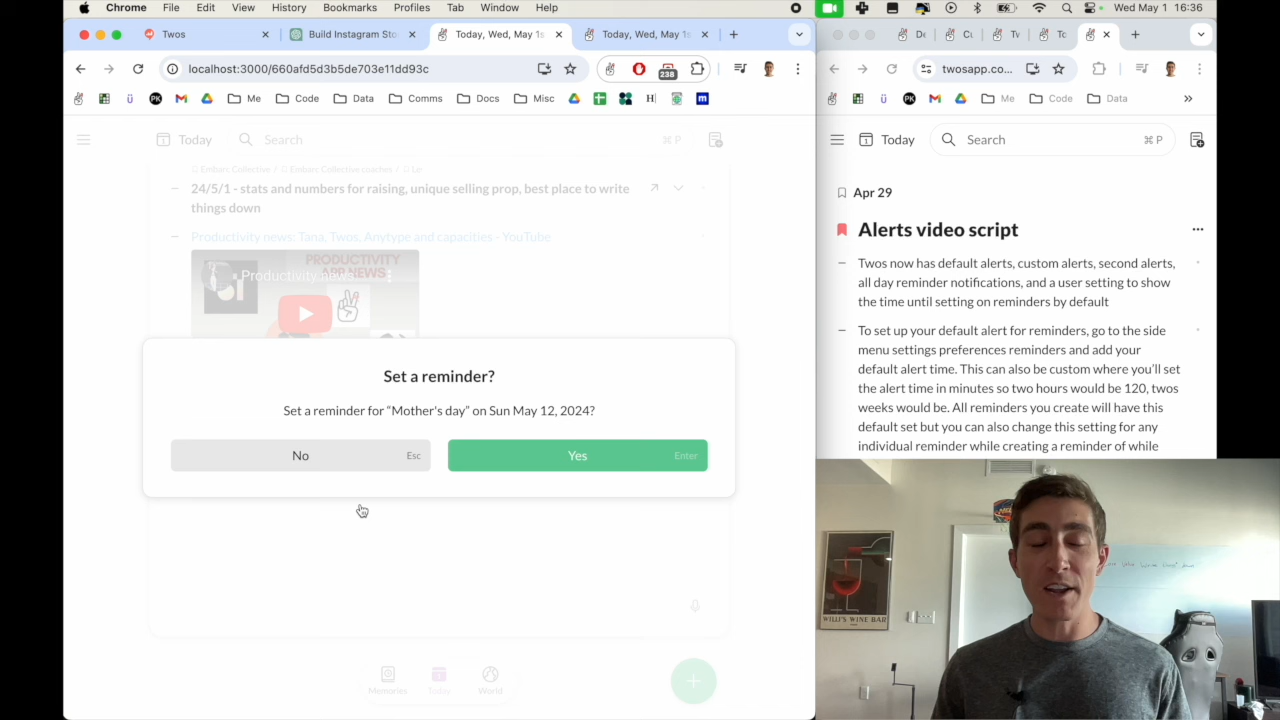 Chrome File Edit View History Bookmarks Profiles Tab Window Help Wed May 1 16:36
Twos
Build Instagram Sto
Today, Wed, May 1s
Today, Wed, May 1s
localhost:3000/660afd5d3b5de703e11dd93c
238
Me
Code
Data
Comms
Docs
Misc
Today
Search
⌘ P
Embarc Collective / Embarc Collective coaches /
24/5/1 - stats and numbers for raising, unique selling prop, best place to write
things down
Productivity news: Tana, Twos, Anytype and capacities - YouTube
Productivity news
PRODUCTIVITY
APP NEWS
Set a reminder?
Set a reminder for “Mother's day” on Sun May 12, 2024?
No Esc
Yes Enter
Memories
Today
World
twosapp.co...
Me
Code
Data
Today
Search
⌘ P
Apr 29
Alerts video script
Twos now has default alerts, custom alerts, second alerts,
all day reminder notifications, and a user setting to show
the time until setting on reminders by default
To set up your default alert for reminders, go to the side
menu settings preferences reminders and add your
default alert time. This can also be custom where you'll set
the alert time in minutes so two hours would be 120, twos
weeks would be. All reminders you create will have this
default set but you can also change this setting for any
individual reminder while creating a reminder of while
WILLI'S WINE BAR